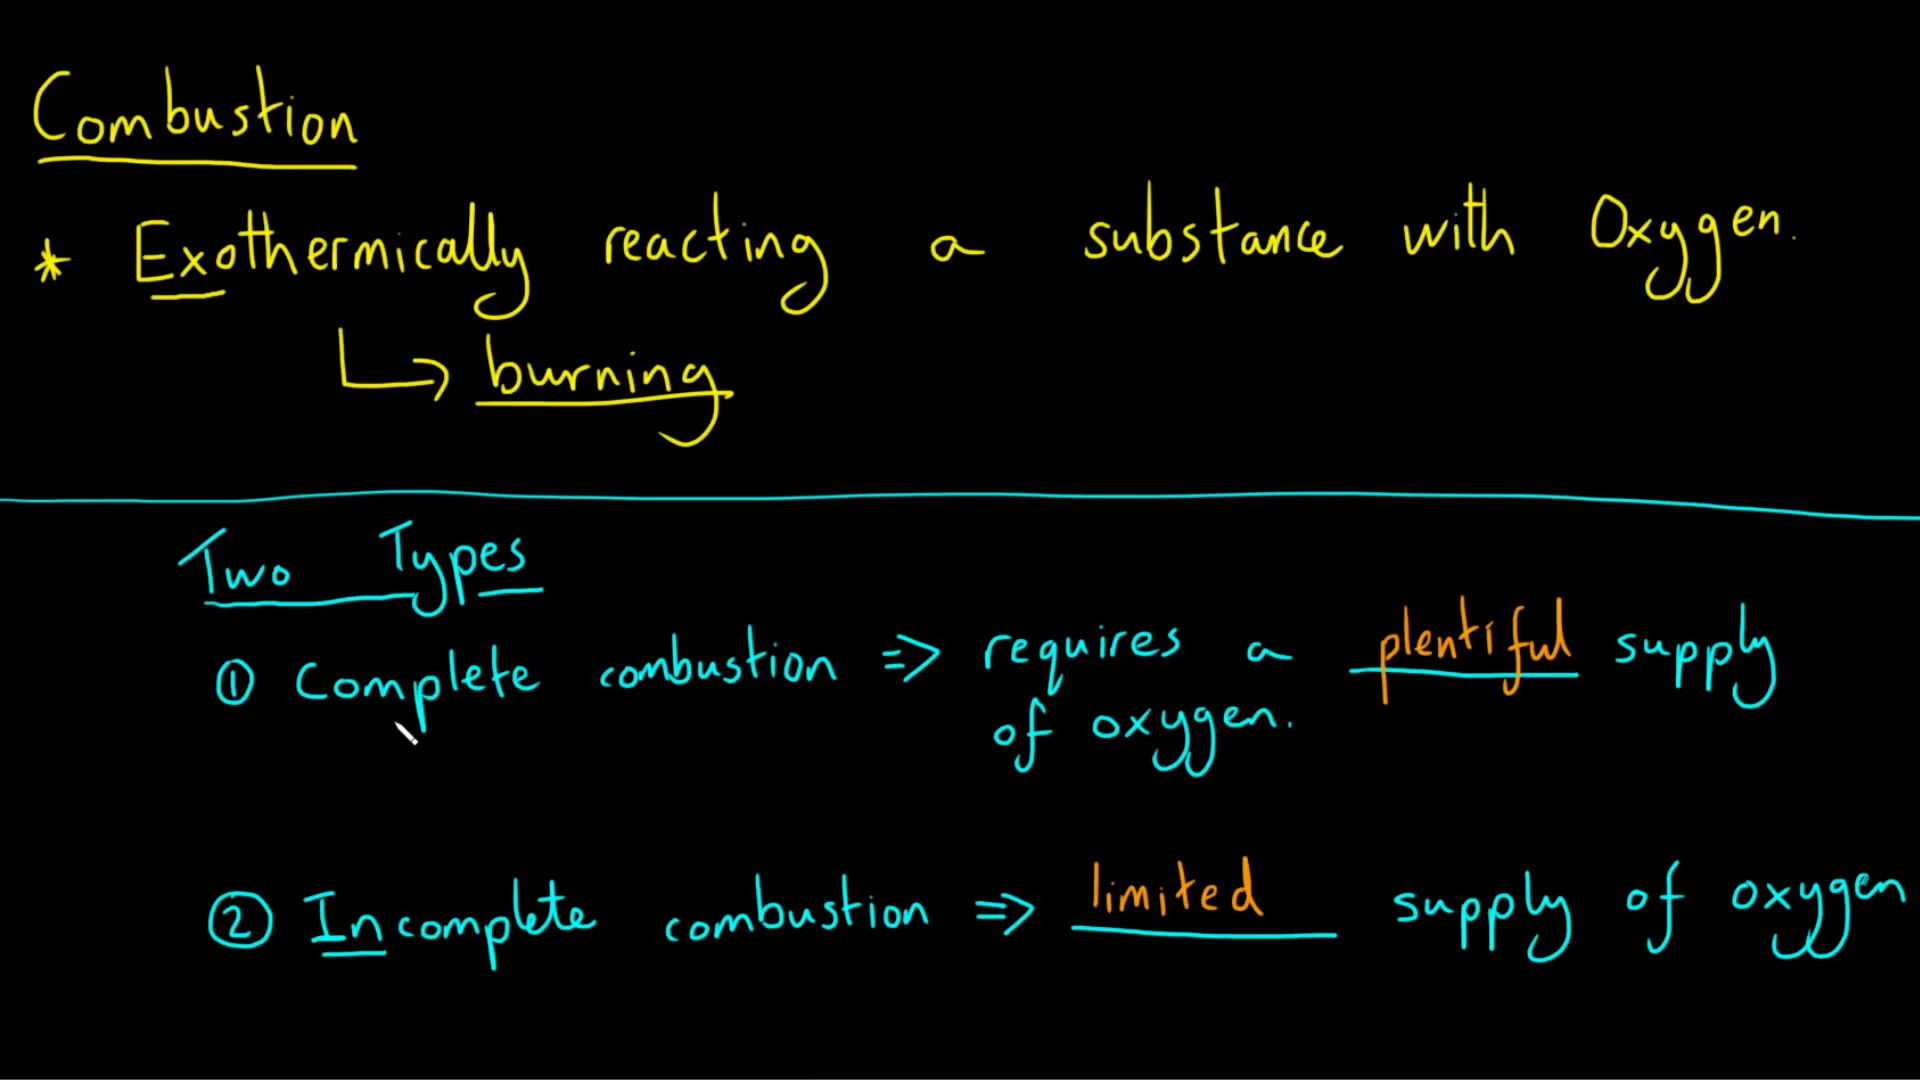 Combustion
* Exothermically reacting a substance with Oxygen.
burning
Two Types
① Complete combustion => requires a plentiful supply
of oxygen.
② Incomplete combustion => limited supply of oxygen